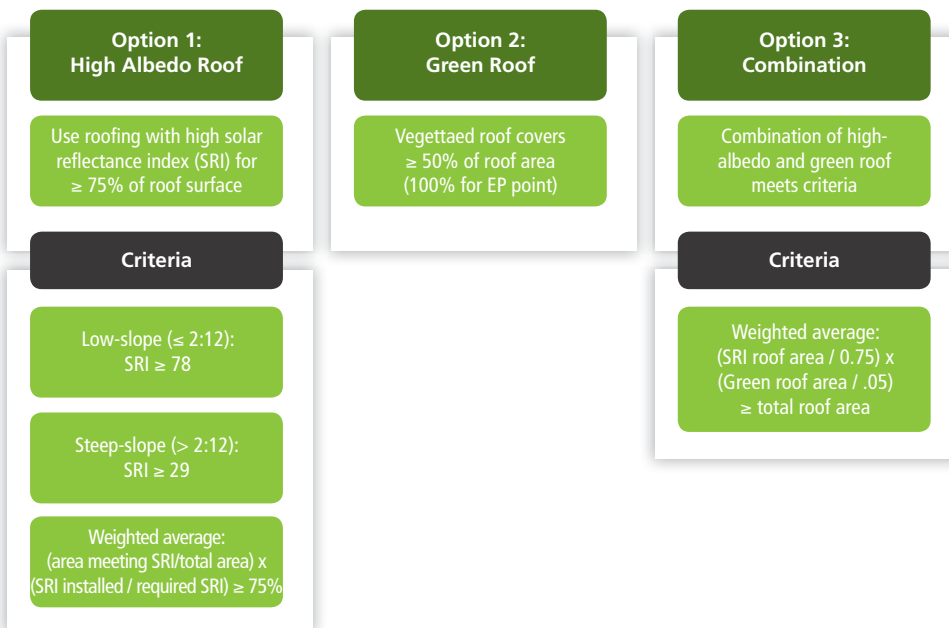 Option 1:
High Albedo Roof
Use roofing with high solar
reflectance index (SRI) for
≥ 75% of roof surface
Criteria
Low-slope (≤ 2:12):
SRI ≥ 78
Steep-slope (> 2:12):
SRI ≥ 29
Weighted average:
(area meeting SRI/total area) x
(SRI installed / required SRI) ≥ 75%
Option 2:
Green Roof
Vegettaed roof covers
≥ 50% of roof area
(100% for EP point)
Option 3:
Combination
Combination of high-
albedo and green roof
meets criteria
Criteria
Weighted average:
(SRI roof area / 0.75) x
(Green roof area / .05)
≥ total roof area